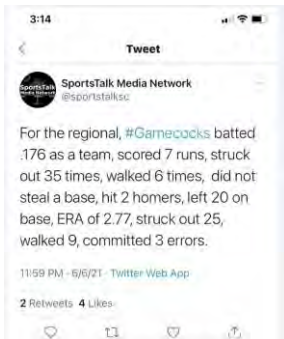 3:14
Tweet
SportsTalk Media Network
@sportstalksc
For the regional, #Gamecocks batted
.176 as a team, scored 7 runs, struck
out 35 times, walked 6 times, did not
steal a base, hit 2 homers, left 20 on
base, ERA of 2.77, struck out 25,
walked 9, committed 3 errors.
11:59 PM · 6/6/21 · Twitter Web App
2 Retweets 4 Likes